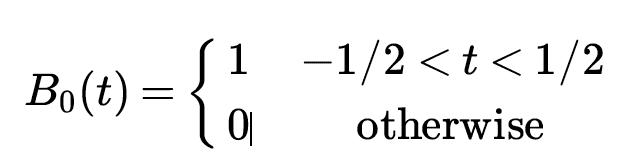 B₀(t) = { 1 −1/2 < t < 1/2
0 otherwise